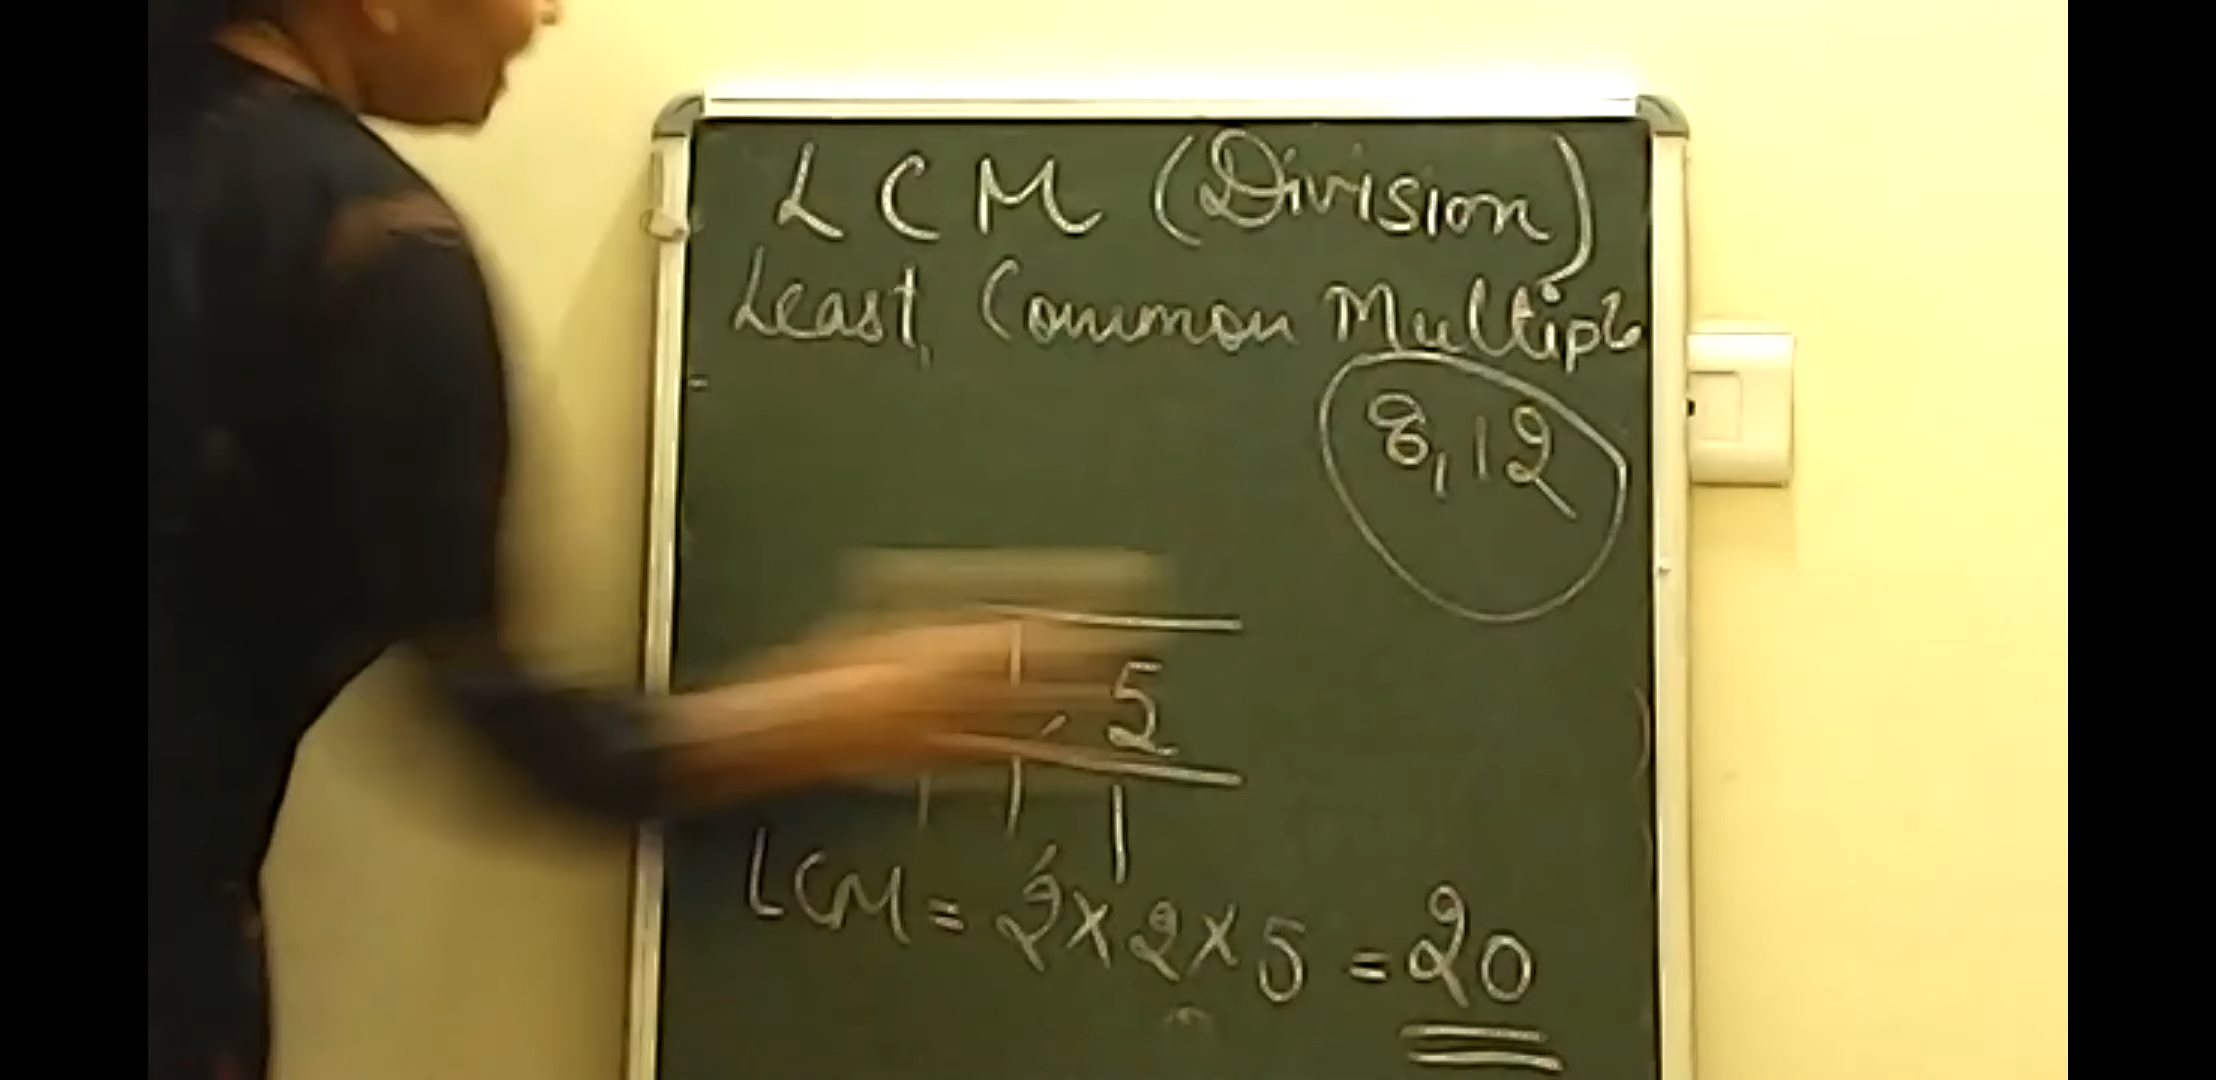 LCM (Division)
Least Common Multiple
8, 12
5
2
1
LCM = 2 x 2 x 5 = 20